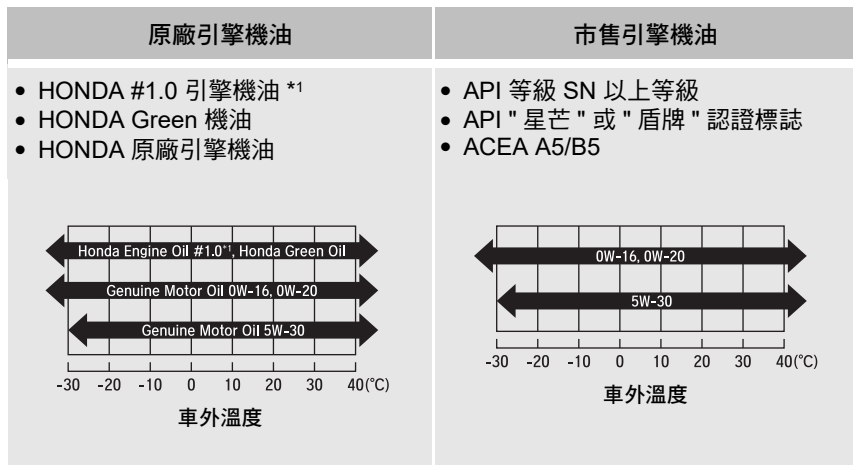 原廠引擎機油
• HONDA #1.0 引擎機油 *1
• HONDA Green 機油
• HONDA 原廠引擎機油
Honda Engine Oil #1.0*1, Honda Green Oil
Genuine Motor Oil 0W-16, 0W-20
Genuine Motor Oil 5W-30
-30 -20 -10 0 10 20 30 40(°C)
車外溫度
市售引擎機油
• API 等級 SN 以上等級
• API " 星芒 " 或 " 盾牌 " 認證標誌
• ACEA A5/B5
0W-16, 0W-20
5W-30
-30 -20 -10 0 10 20 30 40(°C)
車外溫度